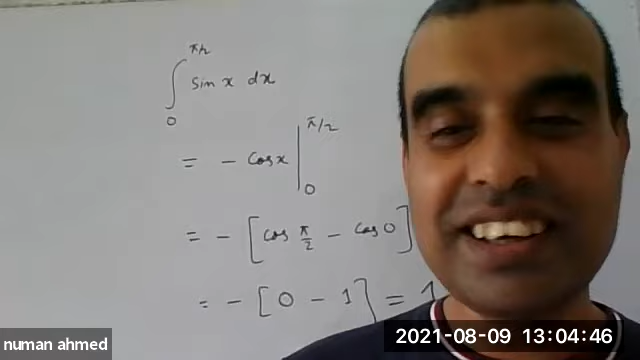 ∫₀^π/2 sin x dx
= - cos x |₀^π/2
= - [cos π/2 - cos 0]
= - [0 - 1] = 1
numan ahmed
2021-08-09 13:04:46